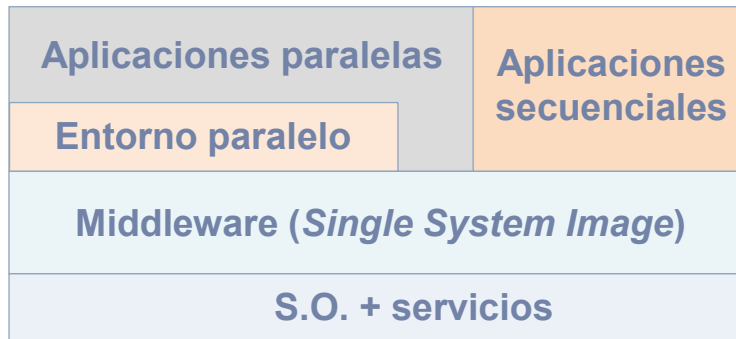 Aplicaciones paralelas
Aplicaciones
secuenciales
Entorno paralelo
Middleware (Single System Image)
S.O. + servicios